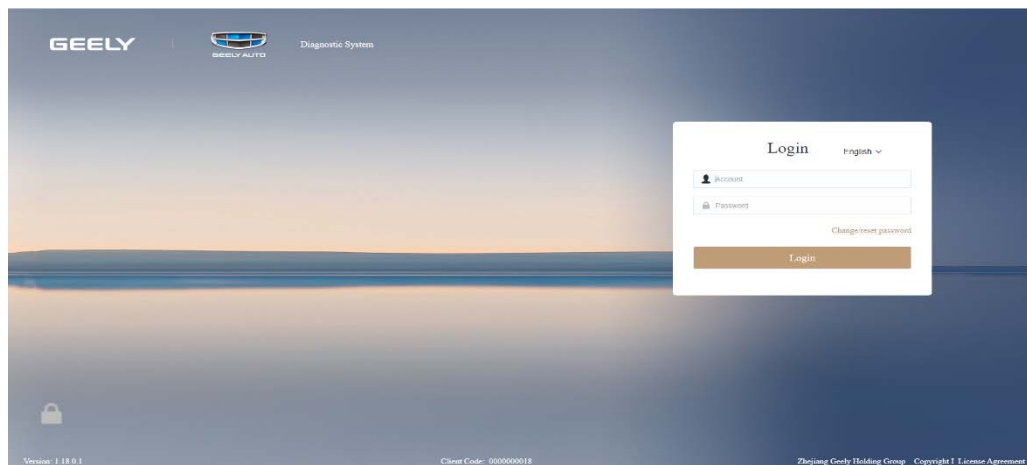 GEELY
GEELY AUTO
Diagnostic System
Login
English
Account
Password
Change/reset password
Login
Version: 1.18.0.1
Client Code: 0000000018
Zhejiang Geely Holding Group Copyright I License Agreement